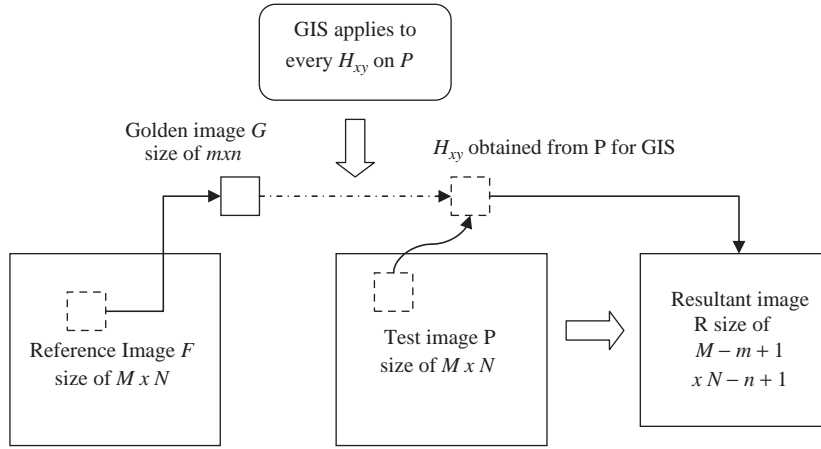 GIS applies to
every Hxy on P
Golden image G
size of mxn
Hxy obtained from P for GIS
Reference Image F
size of M x N
Test image P
size of M x N
Resultant image
R size of
M − m + 1
x N − n + 1